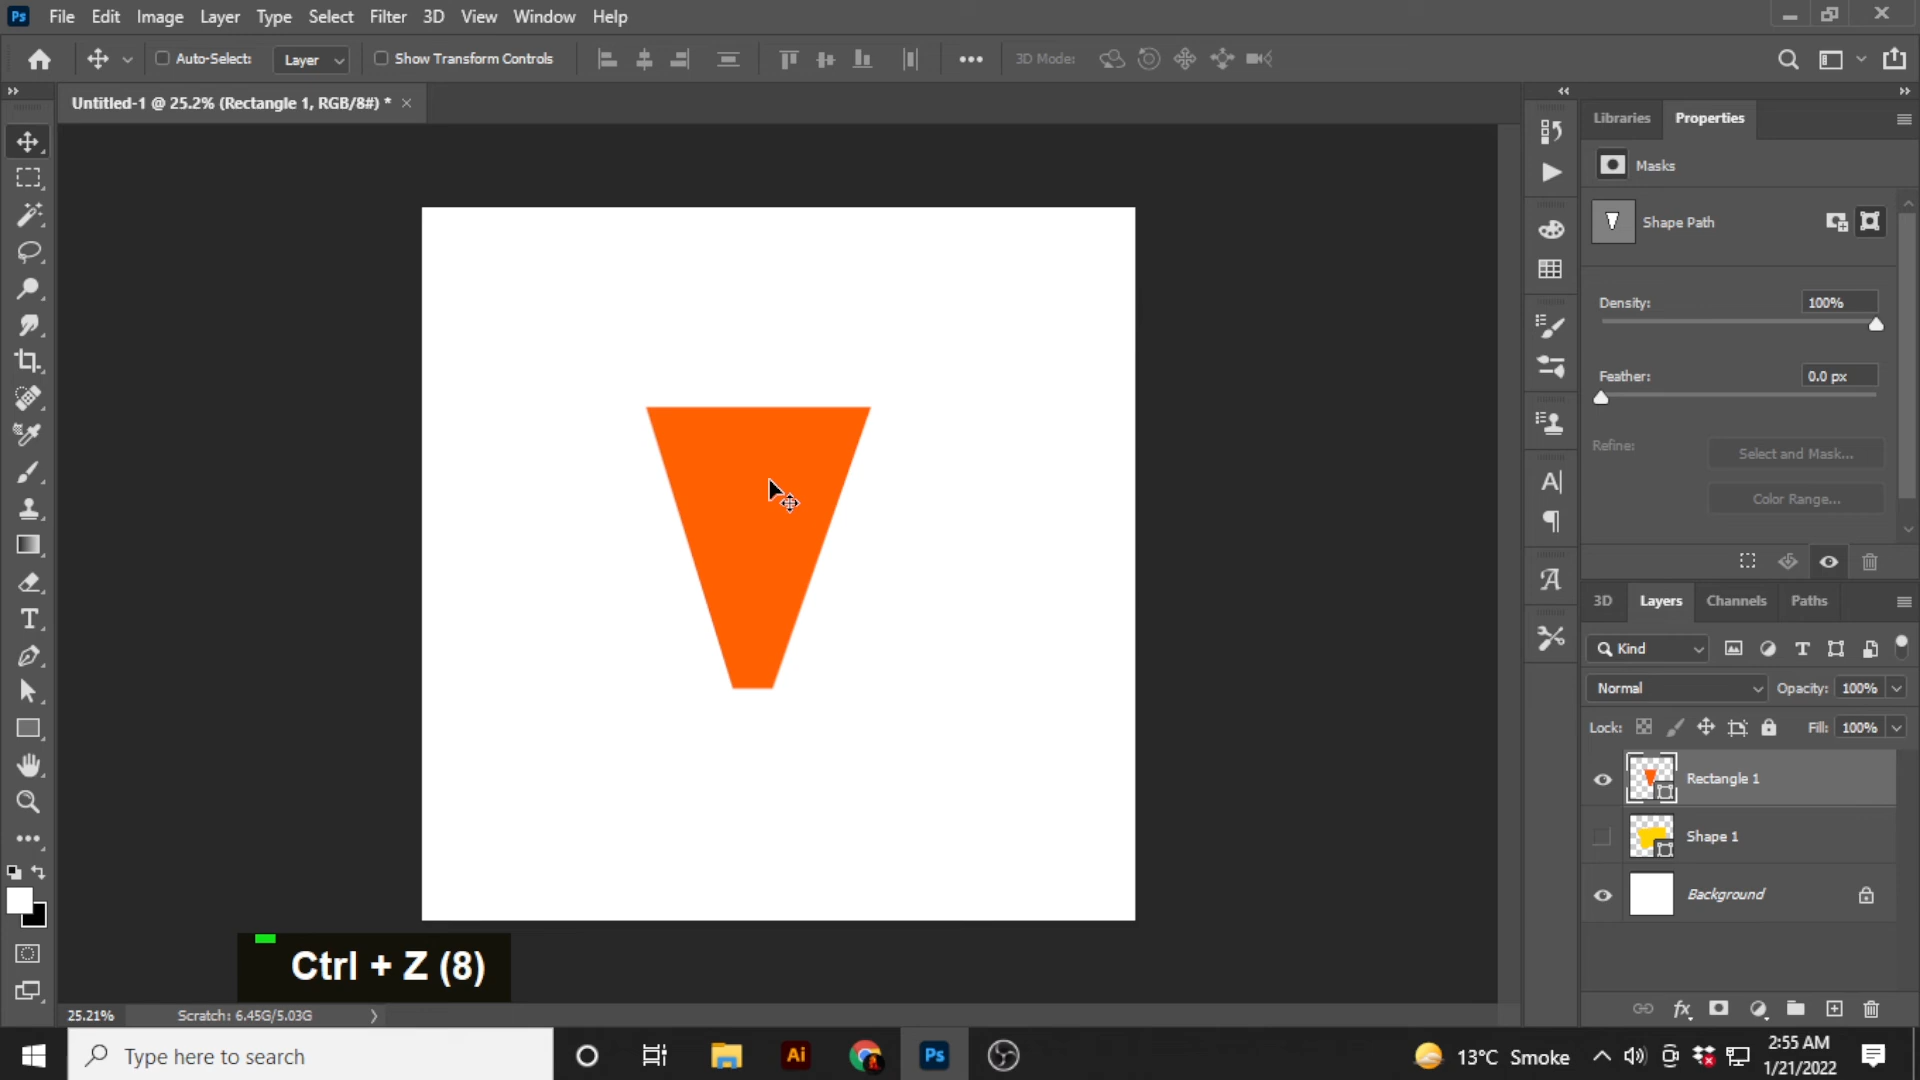 Ps File Edit Image Layer Type Select Filter 3D View Window Help
Auto-Select: Layer Show Transform Controls 3D Mode:
Untitled-1 @ 25.2% (Rectangle 1, RGB/8#) *
Libraries Properties
Masks
Shape Path
Density: 100%
Feather: 0.0 px
Refine: Select and Mask...
Color Range...
3D Layers Channels Paths
Kind
Normal Opacity: 100%
Lock: Fill: 100%
Rectangle 1
Shape 1
Background
Ctrl + Z (8)
25.21% Scratch: 6.45G/5.03G
Type here to search Ai Ps 13°C Smoke 2:55 AM
1/21/2022